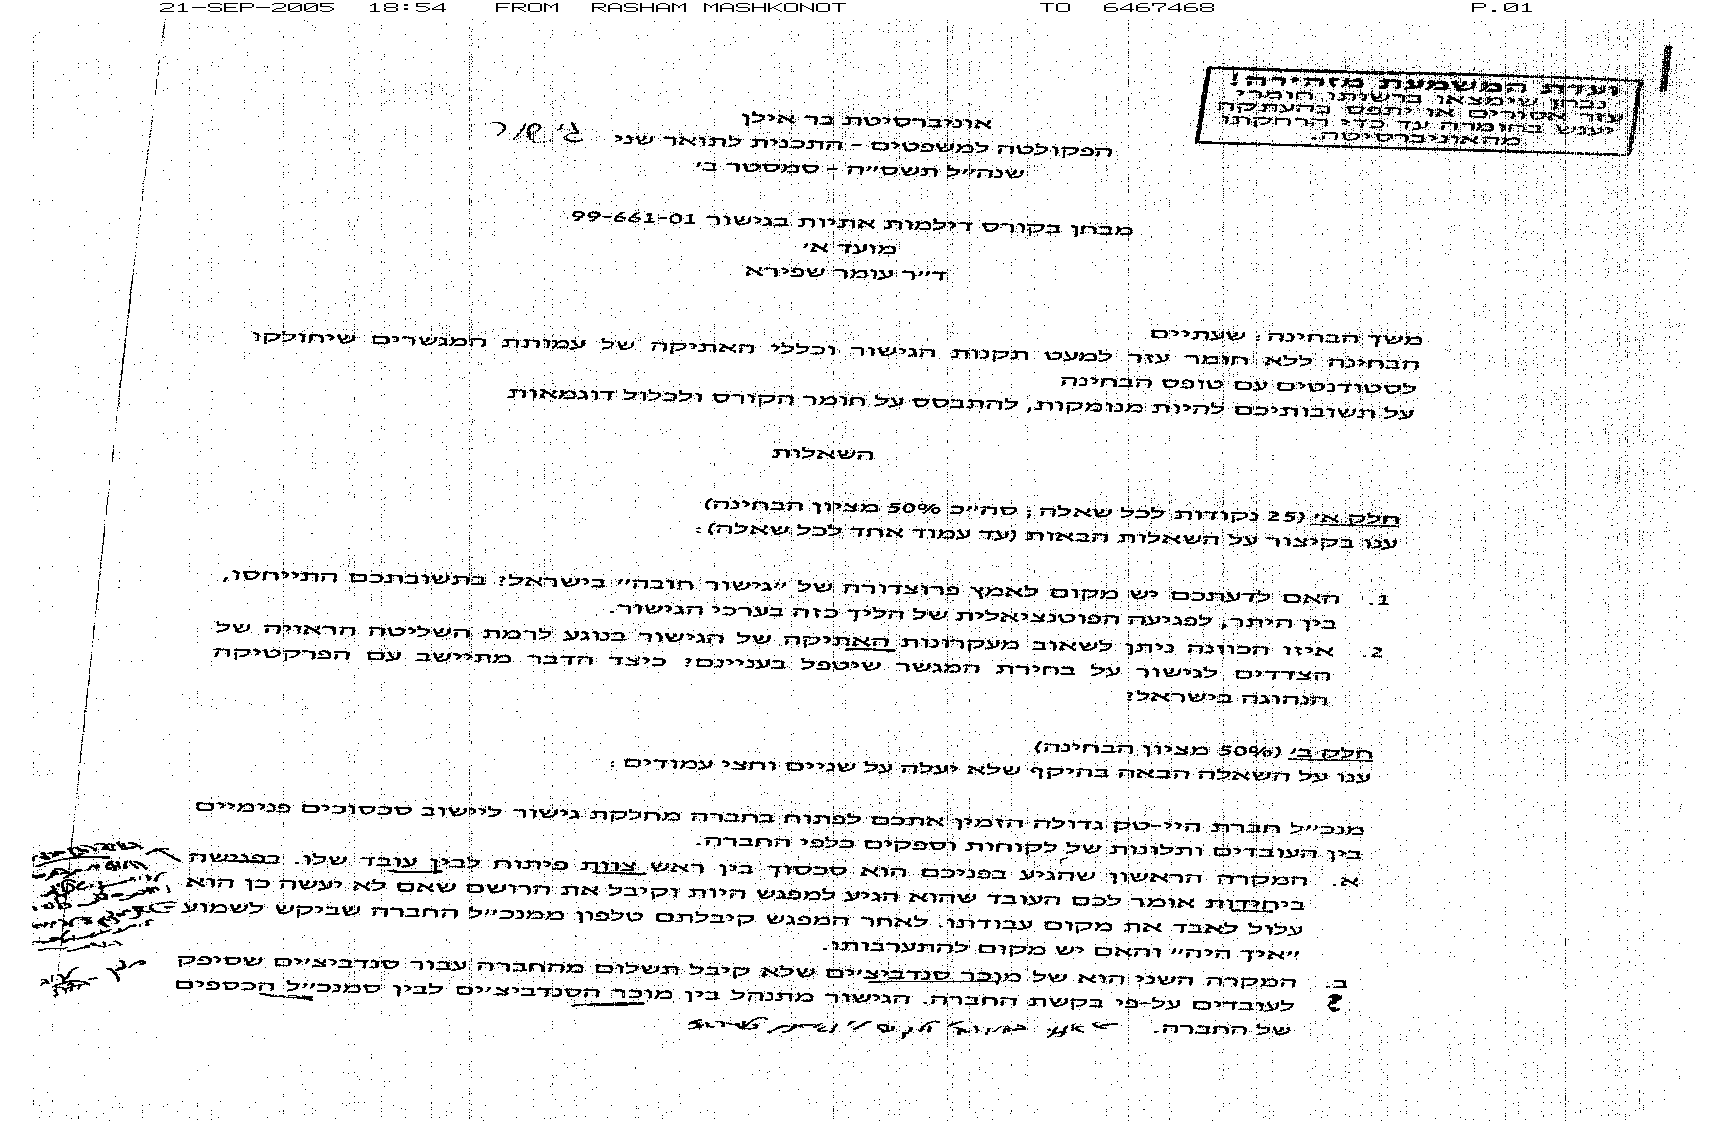 21-SEP-2005 18:54 FROM RASHAM MASHKONOT TO 6467468 P.01
ועדת המשמעת מזהירה!
נבחן שימצאו ברשותו חומרי
עזר אסורים או יתפס בהעתקה
יענש בחומרה עד כדי הרחקתו
מהאוניברסיטה.
אוניברסיטת בר אילן
הפקולטה למשפטים - התכנית לתואר שני
שנה"ל תשס"ה - סמסטר ב'
מבחן בקורס דילמות אתיות בגישור 99-661-01
מועד א'
ד"ר עומר שפירא
משך הבחינה: שעתיים
הבחינה ללא חומר עזר למעט תקנות הגישור וכללי האתיקה של עמותת המגשרים שיחולקו
לסטודנטים עם טופס הבחינה
על תשובותיכם להיות מנומקות, להתבסס על חומר הקורס ולכלול דוגמאות
השאלות
חלק א' (25 נקודות לכל שאלה; סה"כ 50% מציון הבחינה)
ענו בקיצור על השאלות הבאות (עד עמוד אחד לכל שאלה):
1. האם לדעתכם יש מקום לאמץ פרוצדורה של "גישור חובה" בישראל? בתשובתכם התייחסו,
בין היתר, לפגיעה הפוטנציאלית של הליך כזה בערכי הגישור.
2. איזו הכוונה ניתן לשאוב מעקרונות האתיקה של הגישור בנוגע לרמת השליטה הראויה של
הצדדים לגישור על בחירת המגשר שיטפל בעניינם? כיצד הדבר מתיישב עם הפרקטיקה
הנהוגה בישראל?
חלק ב' (50% מציון הבחינה)
ענו על השאלה הבאה בהיקף שלא יעלה על שניים וחצי עמודים:
מנכ"ל חברת היי-טק גדולה הזמין אתכם לפתוח בחברה מחלקת גישור ליישוב סכסוכים פנימיים
בין העובדים ותלונות של לקוחות וספקים כלפי החברה.
א. המקרה הראשון שהגיע בפניכם הוא סכסוך בין ראש צוות פיתוח לבין עובד שלו. בפגישה
ביחידות אומר לכם העובד שהוא הגיע למפגש היות וקיבל את הרושם שאם לא יעשה כן הוא
עלול לאבד את מקום עבודתו. לאחר המפגש קיבלתם טלפון ממנכ"ל החברה שביקש לשמוע
"איך היה" והאם יש מקום להתערבותו.
ב. המקרה השני הוא של מוכר סנדביצ'ים שלא קיבל תשלום מהחברה עבור סנדביצ'ים שסיפק
לעובדים על-פי בקשת החברה. הגישור מתנהל בין מוכר הסנדביצ'ים לבין סמנכ"ל הכספים
של החברה.